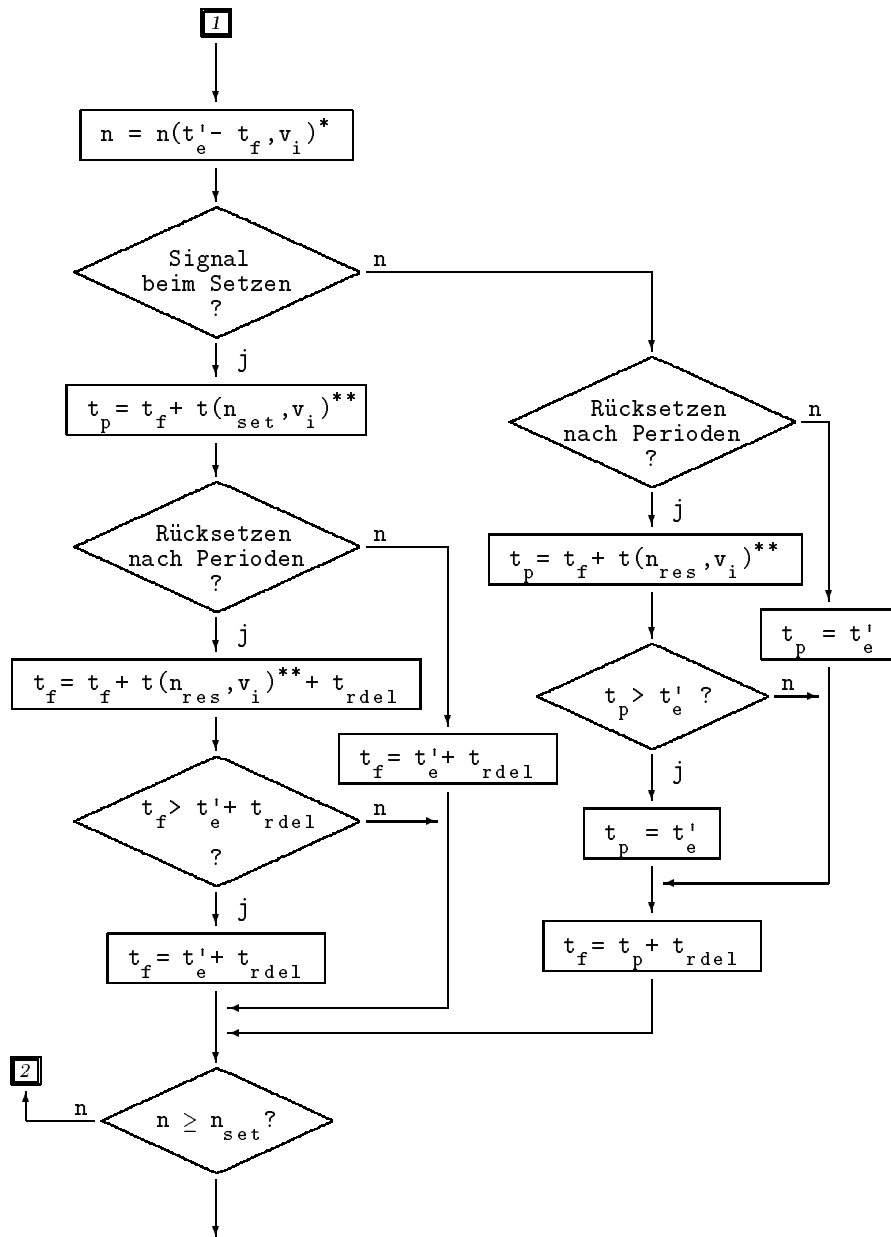 1
n = n(t'e - tf, vi)*
Signal
beim Setzen
?
n
j
tp = tf + t(nset, vi)**
Rücksetzen
nach Perioden
?
n
j
tf = tf + t(nres, vi)** + trdel
tf = t'e + trdel
tf > t'e + trdel
?
n
j
tf = t'e + trdel
Rücksetzen
nach Perioden
?
n
j
tp = tf + t(nres, vi)**
tp = t'e
tp > t'e ?
n
j
tp = t'e
tf = tp + trdel
2
n
n ≥ nset?